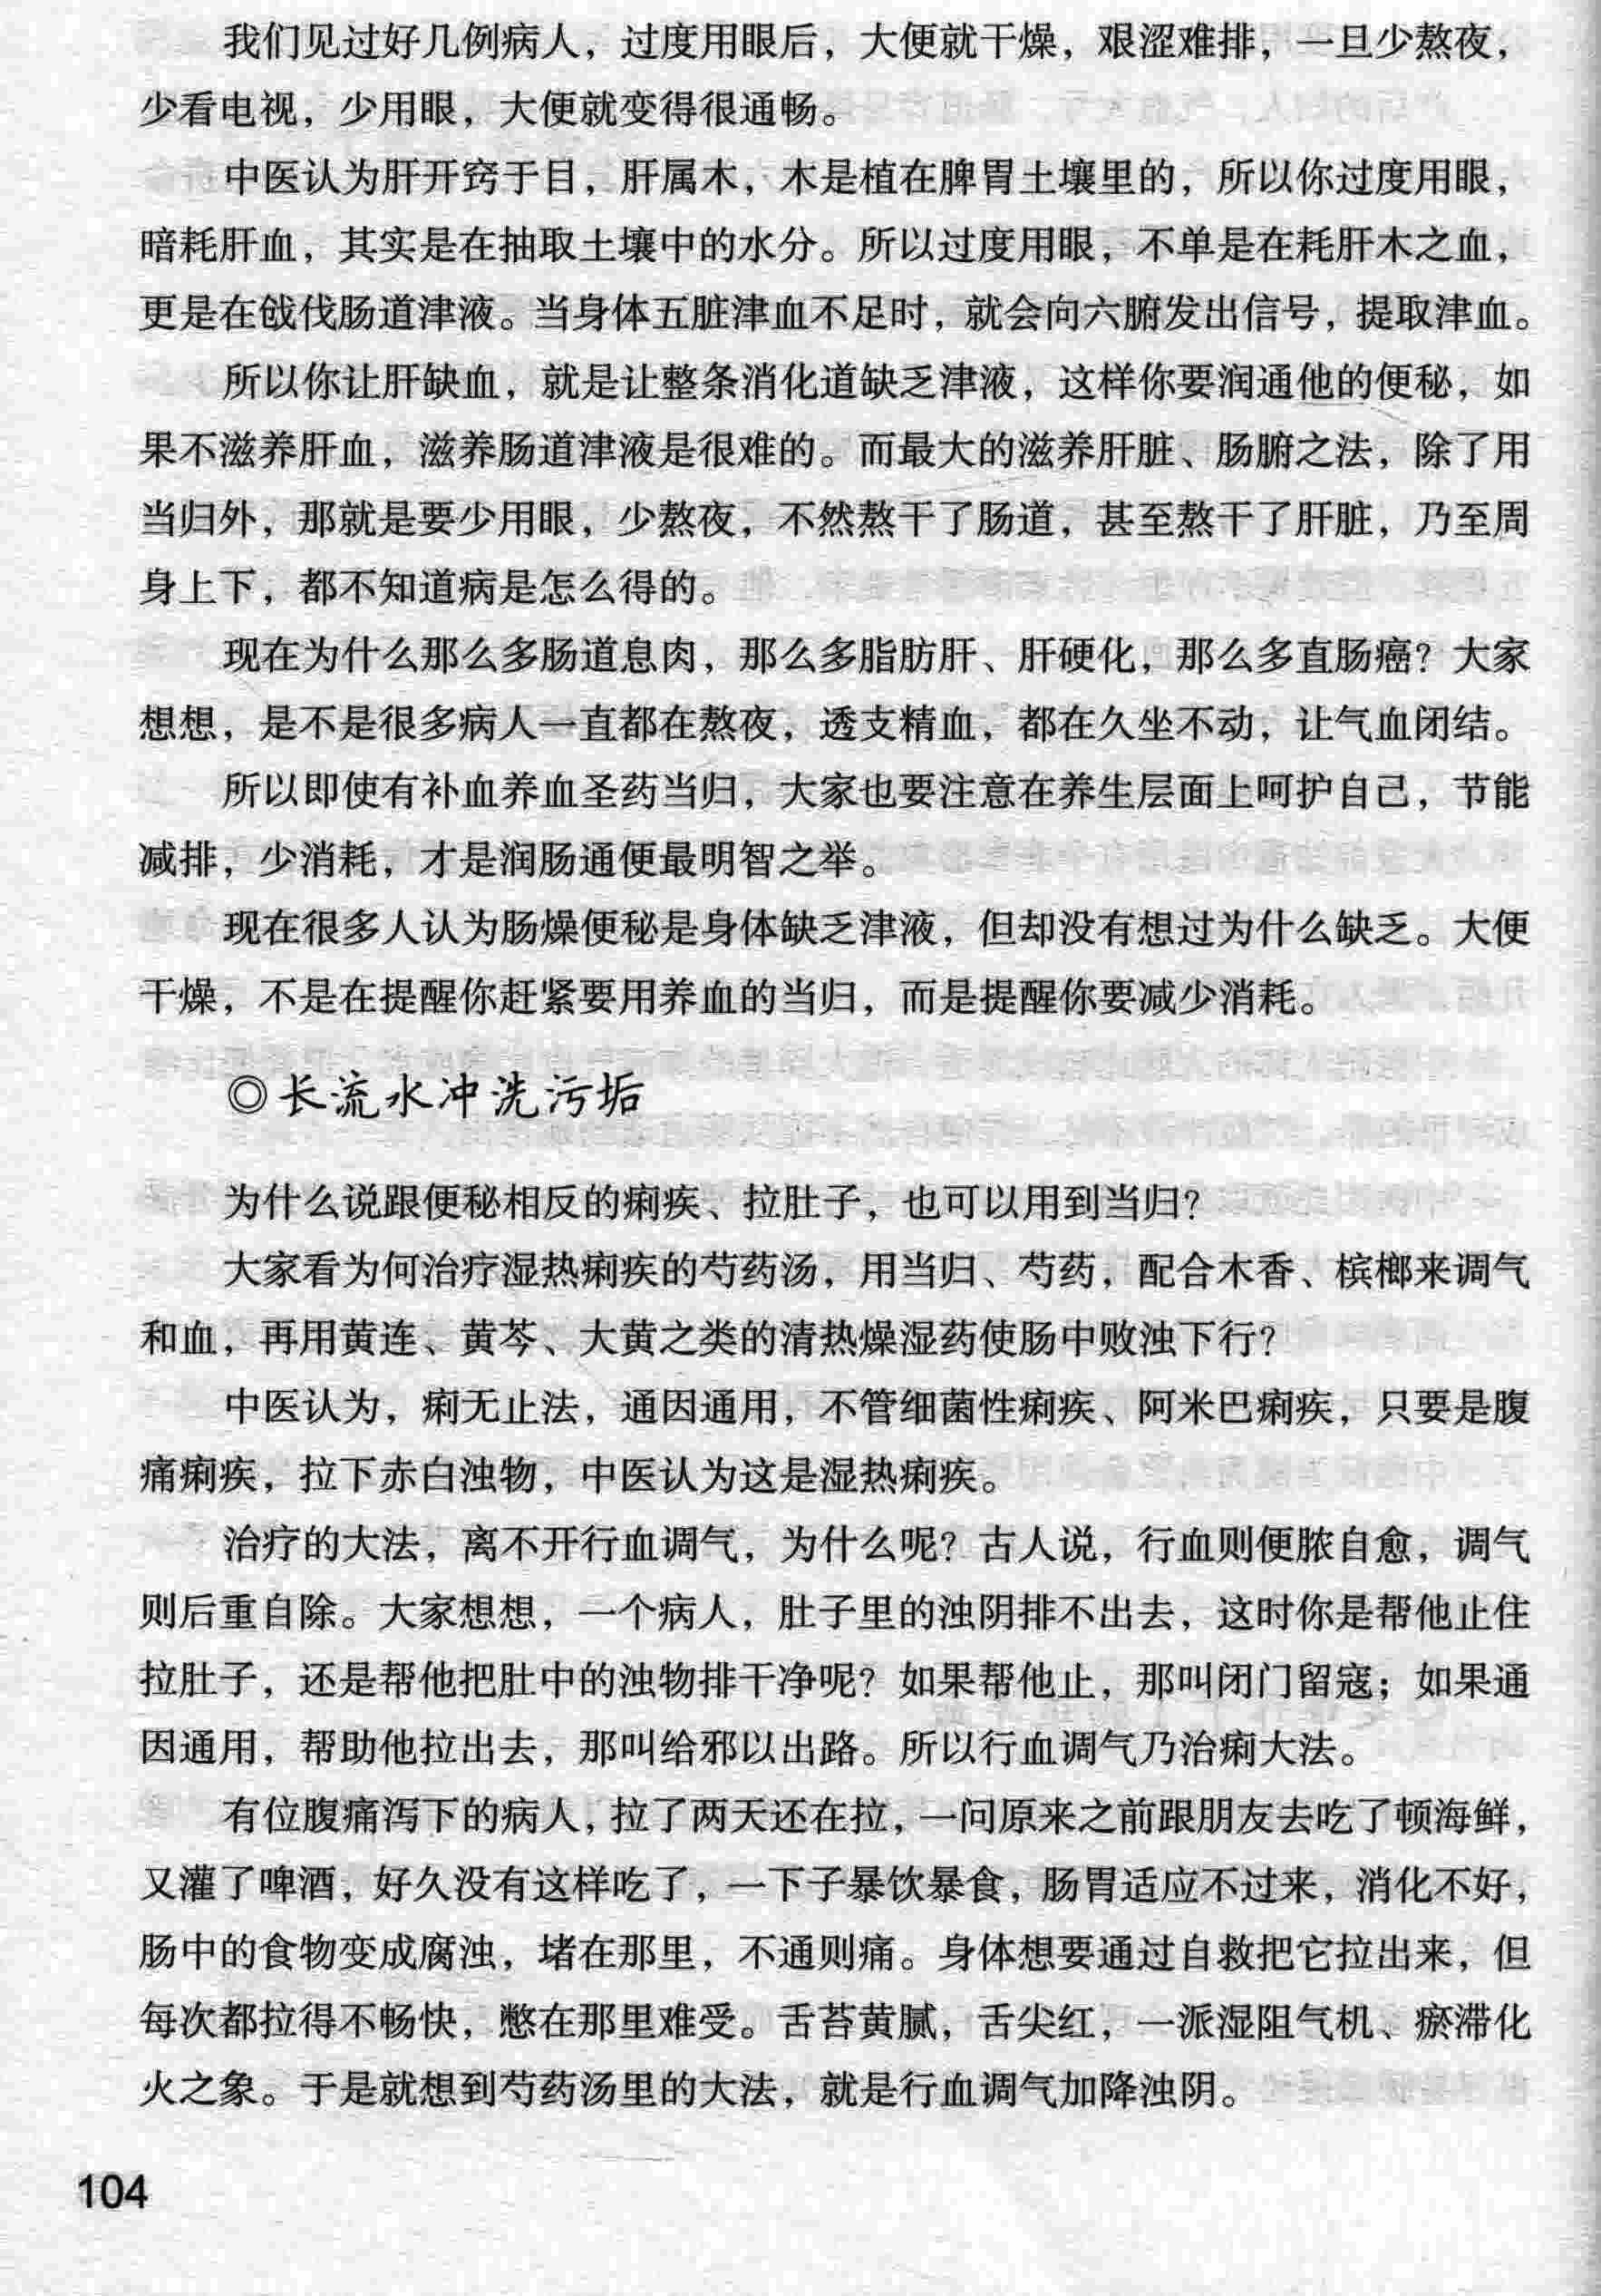 我们见过好几例病人，过度用眼后，大便就干燥，艰涩难排，一旦少熬夜，
少看电视，少用眼，大便就变得很通畅。
中医认为肝开窍于目，肝属木，木是植在脾胃土壤里的，所以你过度用眼，
暗耗肝血，其实是在抽取土壤中的水分。所以过度用眼，不单是在耗肝木之血，
更是在戗伐肠道津液。当身体五脏津血不足时，就会向六腑发出信号，提取津血。
所以你让肝缺血，就是让整条消化道缺乏津液，这样你要润通他的便秘，如
果不滋养肝血，滋养肠道津液是很难的。而最大的滋养肝脏、肠腑之法，除了用
当归外，那就是要少用眼，少熬夜，不然熬干了肠道，甚至熬干了肝脏，乃至周
身上下，都不知道病是怎么得的。
现在为什么那么多肠道息肉，那么多脂肪肝、肝硬化，那么多直肠癌？大家
想想，是不是很多病人一直都在熬夜，透支精血，都在久坐不动，让气血闭结。
所以即使有补血养血圣药当归，大家也要注意在养生层面上呵护自己，节能
减排，少消耗，才是润肠通便最明智之举。
现在很多人认为肠燥便秘是身体缺乏津液，但却没有想过为什么缺乏。大便
干燥，不是在提醒你赶紧要用养血的当归，而是提醒你要减少消耗。
◎长流水冲洗污垢
为什么说跟便秘相反的痢疾、拉肚子，也可以用到当归？
大家看为何治疗湿热痢疾的芍药汤，用当归、芍药，配合木香、槟榔来调气
和血，再用黄连、黄芩、大黄之类的清热燥湿药使肠中败浊下行？
中医认为，痢无止法，通因通用，不管细菌性痢疾、阿米巴痢疾，只要是腹
痛痢疾，拉下赤白浊物，中医认为这是湿热痢疾。
治疗的大法，离不开行血调气，为什么呢？古人说，行血则便脓自愈，调气
则后重自除。大家想想，一个病人，肚子里的浊阴排不出去，这时你是帮他止住
拉肚子，还是帮他把肚中的浊物排干净呢？如果帮他止，那叫闭门留寇；如果通
因通用，帮助他拉出去，那叫给邪以出路。所以行血调气乃治痢大法。
有位腹痛泻下的病人，拉了两天还在拉，一问原来之前跟朋友去吃了顿海鲜，
又灌了啤酒，好久没有这样吃了，一下子暴饮暴食，肠胃适应不过来，消化不好，
肠中的食物变成腐浊，堵在那里，不通则痛。身体想要通过自救把它拉出来，但
每次都拉得不畅快，憋在那里难受。舌苔黄腻，舌尖红，一派湿阻气机、瘀滞化
火之象。于是就想到芍药汤里的大法，就是行血调气加降浊阴。
104